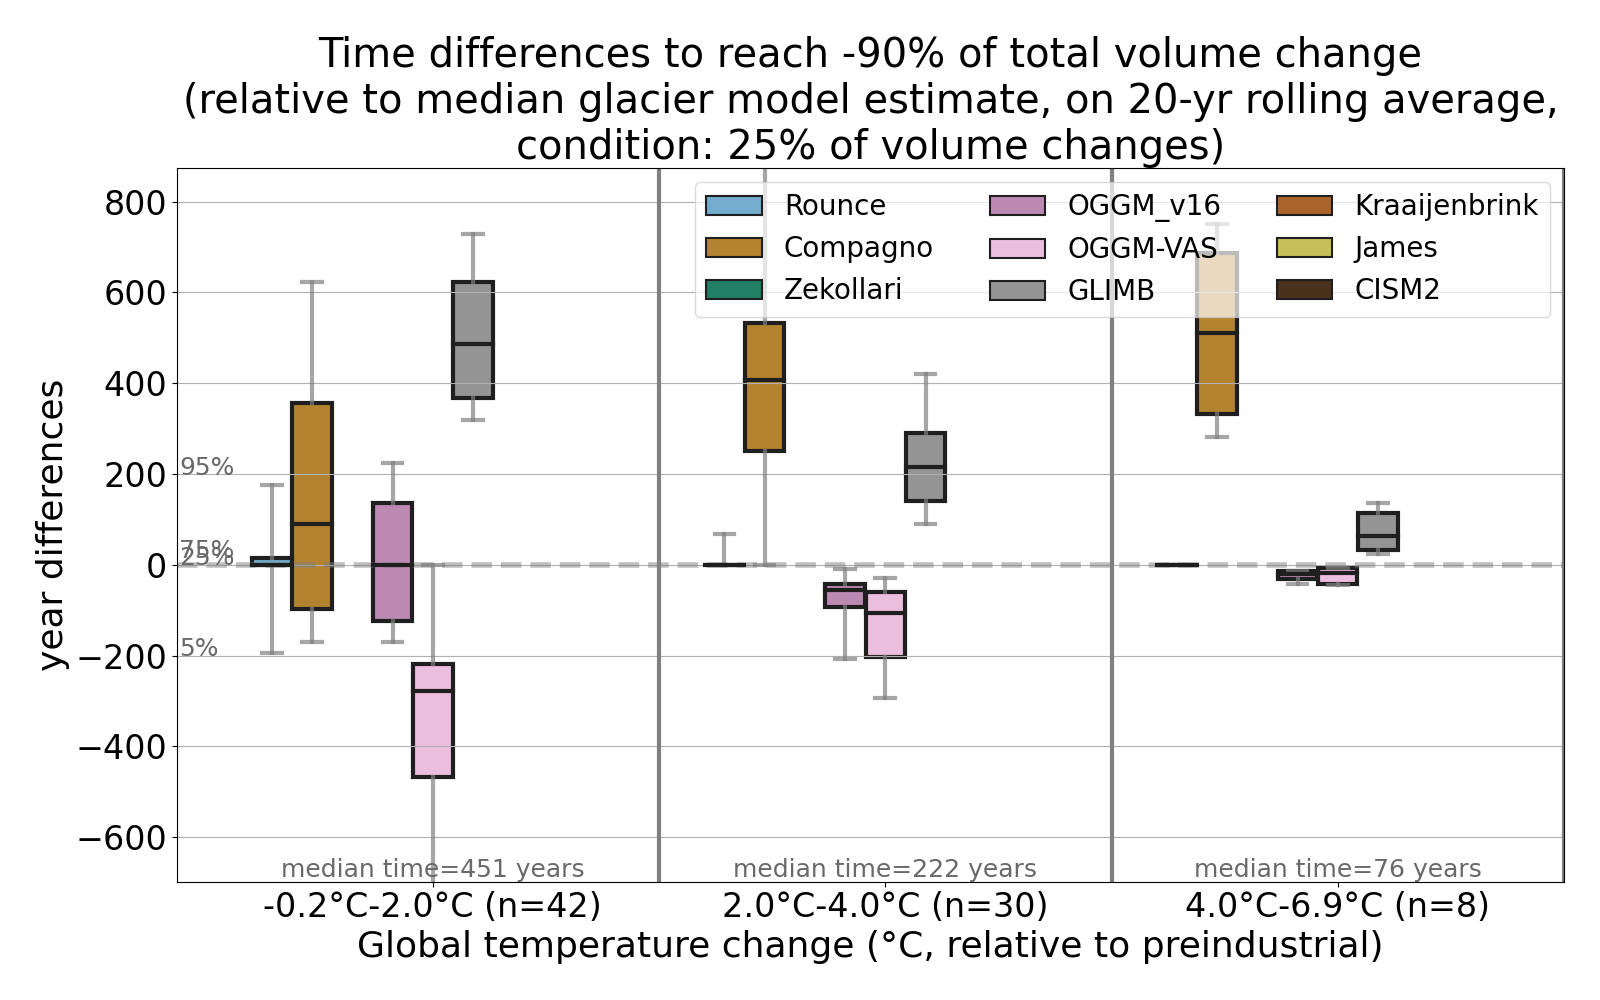 Time differences to reach -90% of total volume change
(relative to median glacier model estimate, on 20-yr rolling average,
condition: 25% of volume changes)
Rounce
Compagno
Zekollari
OGGM_v16
OGGM-VAS
GLIMB
Kraaijenbrink
James
CISM2
year differences
800
600
400
200
0
−200
−400
−600
95%
75%
25%
5%
median time=451 years
median time=222 years
median time=76 years
-0.2°C-2.0°C (n=42)
2.0°C-4.0°C (n=30)
4.0°C-6.9°C (n=8)
Global temperature change (°C, relative to preindustrial)